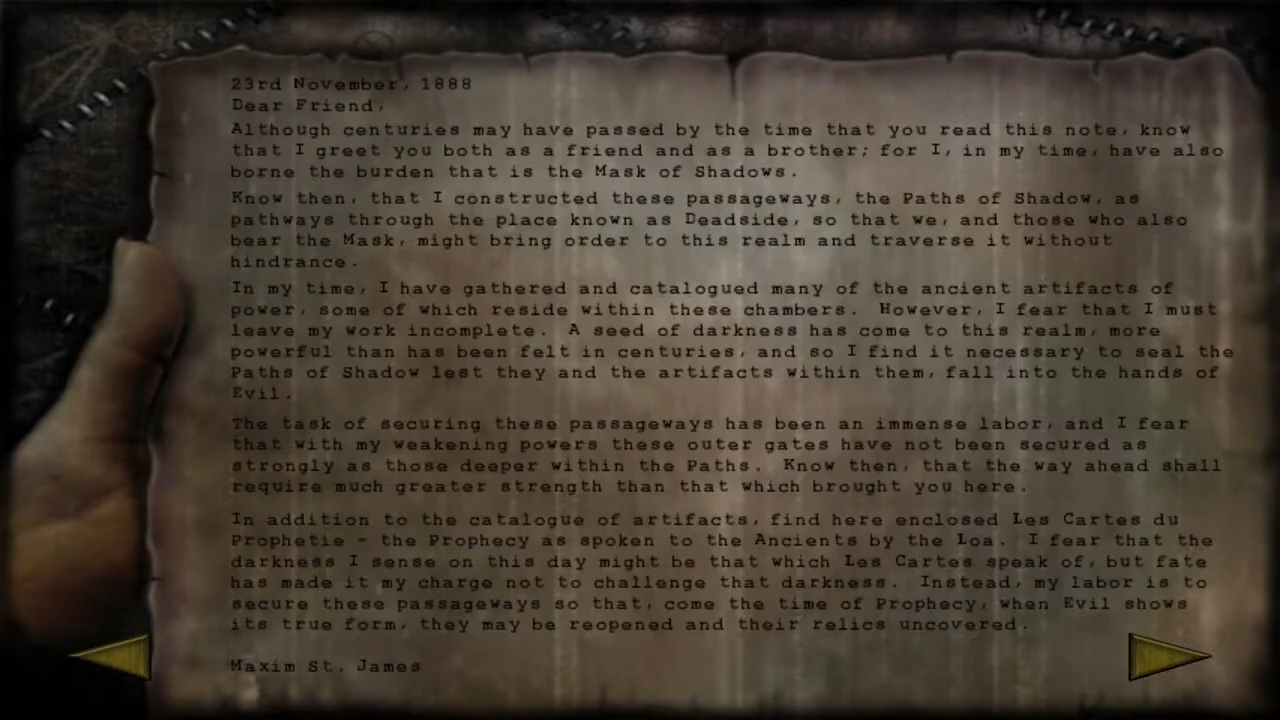 23rd November, 1888
Dear Friend,
Although centuries may have passed by the time that you read this note, know
that I greet you both as a friend and as a brother; for I, in my time, have also
borne the burden that is the Mask of Shadows.
Know then, that I constructed these passageways, the Paths of Shadow, as
pathways through the place known as Deadside, so that we, and those who also
bear the Mask, might bring order to this realm and traverse it without
hindrance.
In my time, I have gathered and catalogued many of the ancient artifacts of
power, some of which reside within these chambers. However, I fear that I must
leave my work incomplete. A seed of darkness has come to this realm, more
powerful than has been felt in centuries, and so I find it necessary to seal the
Paths of Shadow lest they and the artifacts within them, fall into the hands of
Evil.
The task of securing these passageways has been an immense labor, and I fear
that with my weakening powers these outer gates have not been secured as
strongly as those deeper within the Paths. Know then, that the way ahead shall
require much greater strength than that which brought you here.
In addition to the catalogue of artifacts, find here enclosed Les Cartes du
Prophetie - the Prophecy as spoken to the Ancients by the Loa. I fear that the
darkness I sense on this day might be that which Les Cartes speak of, but fate
has made it my charge not to challenge that darkness. Instead, my labor is to
secure these passageways so that, come the time of Prophecy, when Evil shows
its true form, they may be reopened and their relics uncovered.
Maxim St. James